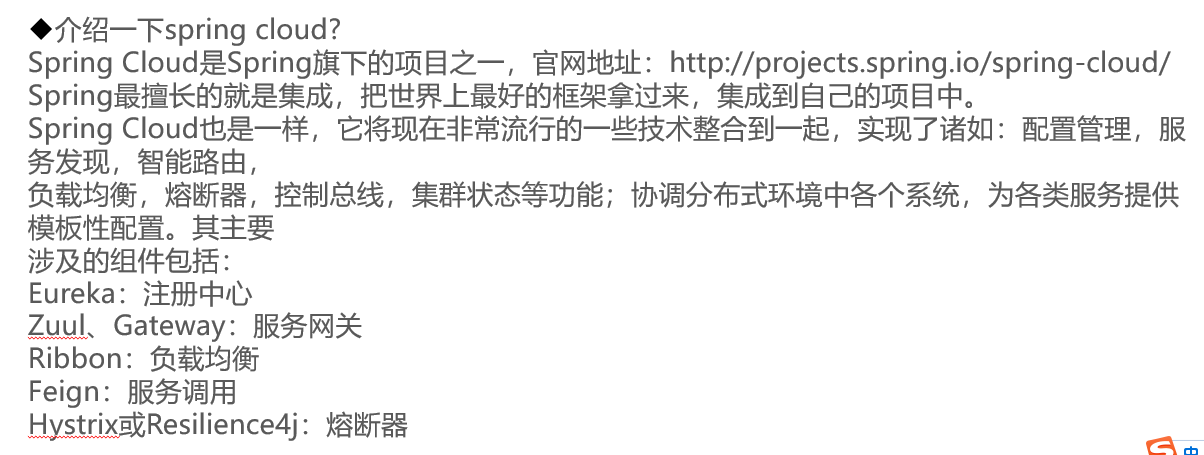 ◆介绍一下spring cloud？
Spring Cloud是Spring旗下的项目之一，官网地址：http://projects.spring.io/spring-cloud/
Spring最擅长的就是集成，把世界上最好的框架拿过来，集成到自己的项目中。
Spring Cloud也是一样，它将现在非常流行的一些技术整合到一起，实现了诸如：配置管理，服
务发现，智能路由，
负载均衡，熔断器，控制总线，集群状态等功能；协调分布式环境中各个系统，为各类服务提供
模板性配置。其主要
涉及的组件包括：
Eureka：注册中心
Zuul、Gateway：服务网关
Ribbon：负载均衡
Feign：服务调用
Hystrix或Resilience4j：熔断器
中